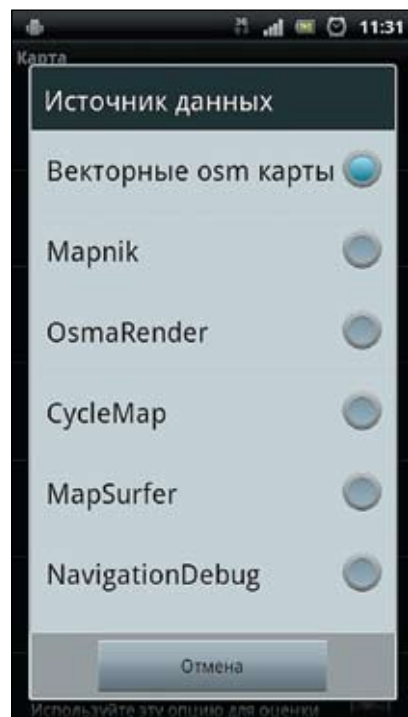 11:31
Карта
Источник данных
Векторные osm карты
Mapnik
OsmaRender
CycleMap
MapSurfer
NavigationDebug
Отмена
Используйте эту опцию для оценки